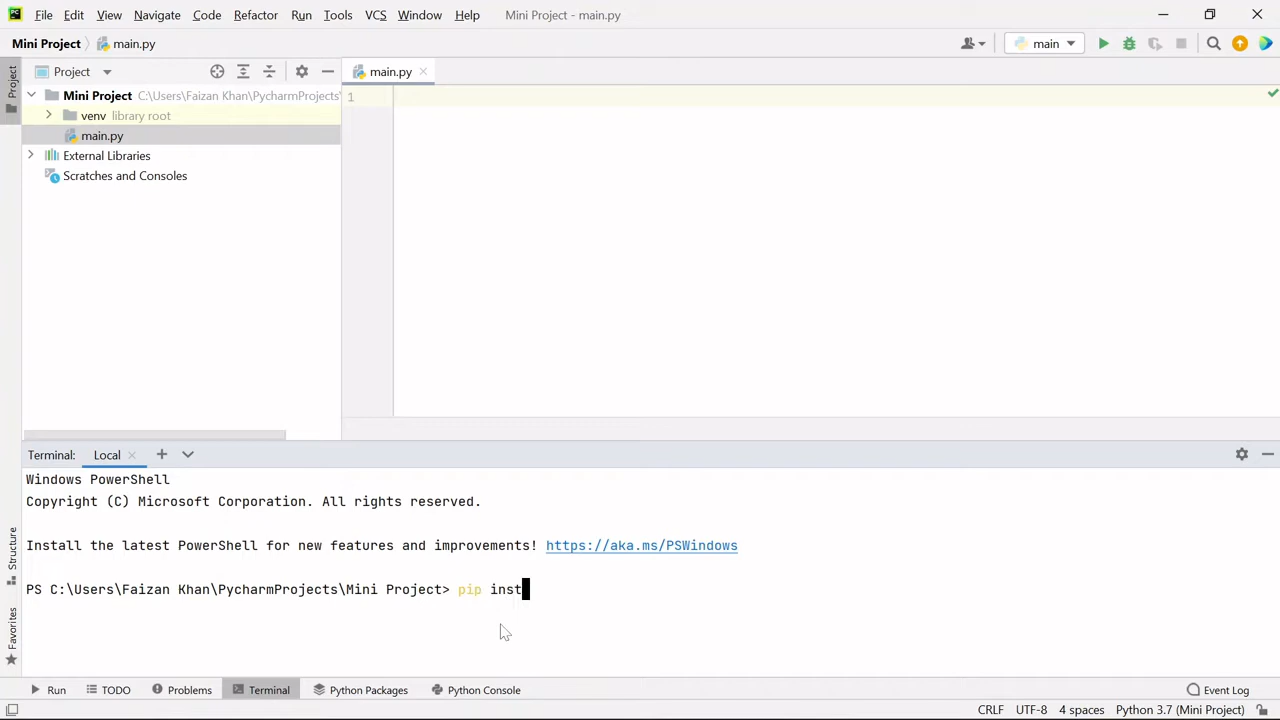 File Edit View Navigate Code Refactor Run Tools VCS Window Help Mini Project - main.py
Mini Project main.py main
Project Project main.py
Mini Project C:\Users\Faizan Khan\PycharmProjects\
1
venv library root
main.py
External Libraries
Scratches and Consoles
Terminal: Local
Windows PowerShell
Copyright (C) Microsoft Corporation. All rights reserved.
Install the latest PowerShell for new features and improvements! https://aka.ms/PSWindows
PS C:\Users\Faizan Khan\PycharmProjects\Mini Project> pip inst
Structure
Favorites
Run TODO Problems Terminal Python Packages Python Console Event Log
CRLF UTF-8 4 spaces Python 3.7 (Mini Project)